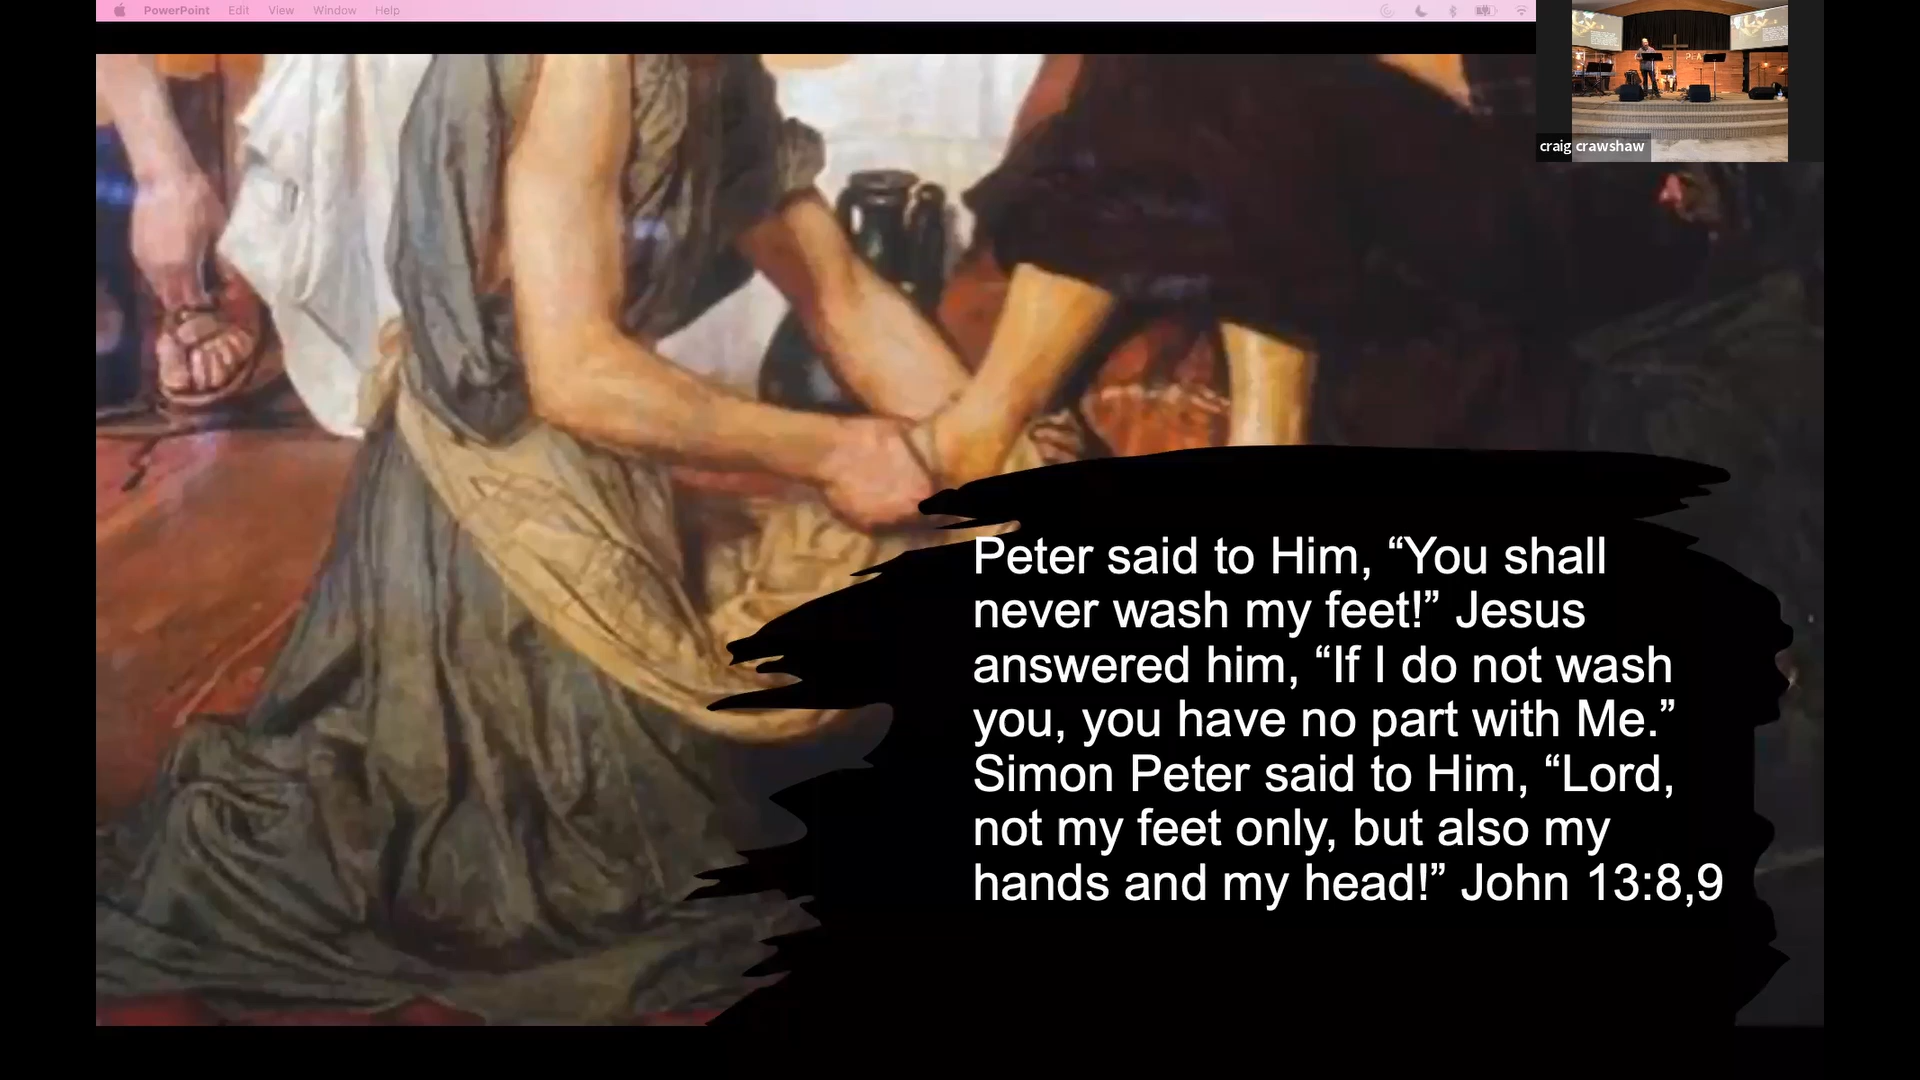 PowerPoint Edit View Window Help
craig crawshaw
Peter said to Him, “You shall
never wash my feet!” Jesus
answered him, “If I do not wash
you, you have no part with Me.”
Simon Peter said to Him, “Lord,
not my feet only, but also my
hands and my head!” John 13:8,9